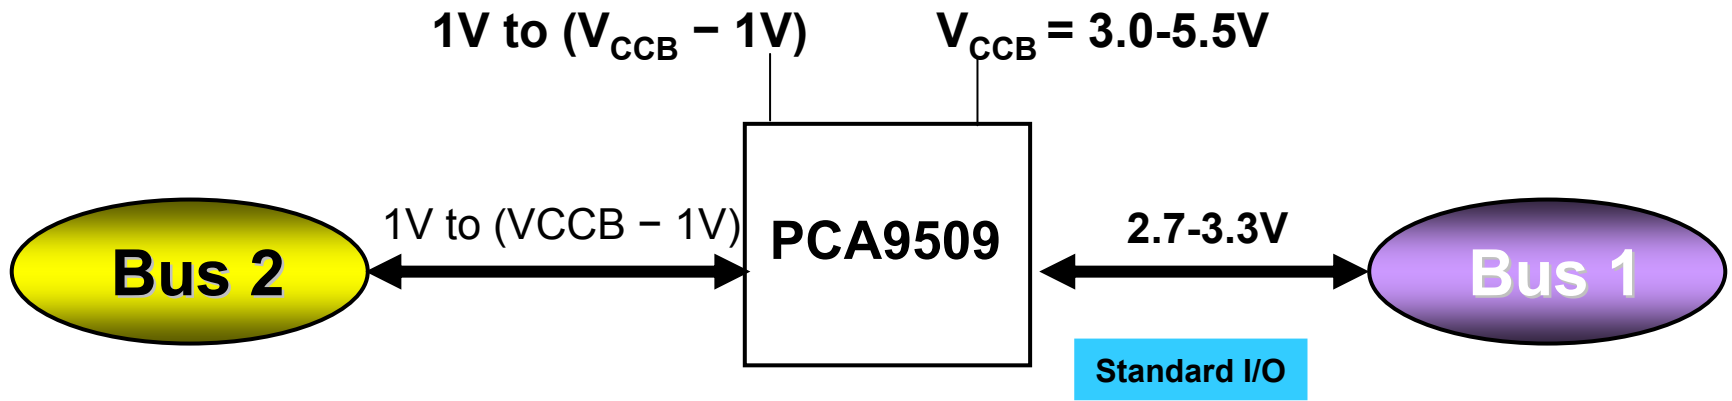 1V to (VCCB − 1V)
VCCB = 3.0-5.5V
1V to (VCCB − 1V)
PCA9509
2.7-3.3V
Bus 2
Bus 1
Standard I/O